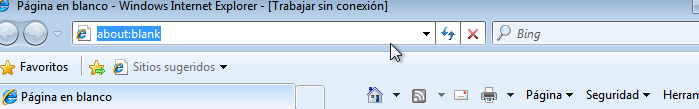 Página en blanco - Windows Internet Explorer - [Trabajar sin conexión]
about:blank
Bing
Favoritos
Sitios sugeridos
Página en blanco
Página
Seguridad
Herram